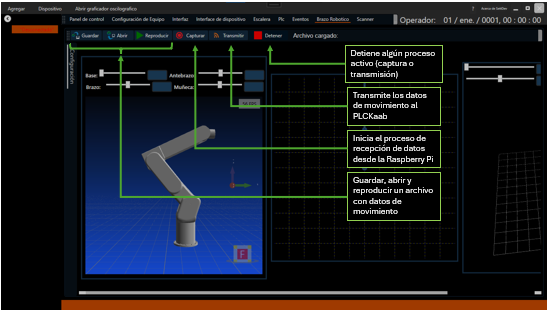 Agregar Dispositivo Abrir graficador oscilografico
Panel de control Configuración de Equipo Interfaz Interface de dispositivo Escalera Plc Eventos Brazo Robotico Scanner Operador: 01 / ene. / 0001, 00 : 00 : 00
Guardar Abrir Reproducir Capturar Transmitir Detener Archivo cargado:
Configuración
Base: Antebrazo
Brazo: Muñeca:
Detiene algún proceso
activo (captura o
transmisión)
Transmite los datos
de movimiento al
PLCKaab
Inicia el proceso de
recepción de datos
desde la Raspberry Pi
Guardar, abrir y
reproducir un archivo
con datos de
movimiento
F